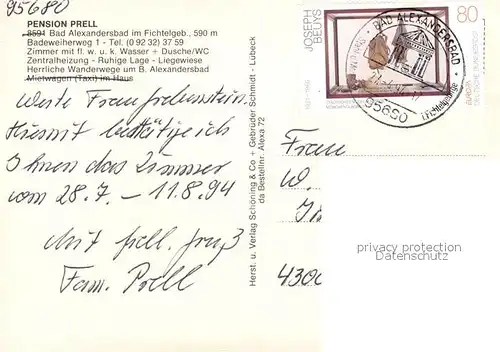 95680
PENSION PRELL
8591 Bad Alexandersbad im Fichtelgeb., 590 m
Badeweiherweg 1 - Tel. (0 92 32) 37 59
Zimmer mit fl. w. u. k. Wasser + Dusche/WC
Zentralheizung - Ruhige Lage - Liegewiese
Herrliche Wanderwege um B. Alexandersbad
Mietwagen (Taxi) im Haus
Werte Frau
Hiermit bestätige ich
Ihnen das Zimmer
vom 28.7. - 11.8.94
Mit frdl. Gruß
Fam. Prell
Herst. u. Verlag Schöning & Co + Gebrüder Schmidt - Lübeck
da Bestellnr. Alexa 72
JOSEPH BEUYS
80
EUROPA
DEUTSCHE BUNDESPOST
BAD ALEXANDERSBAD
95680
Frau
W.
430
privacy protection
Datenschutz